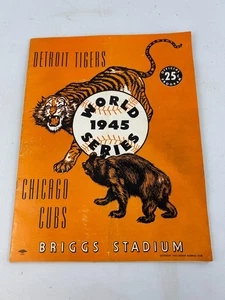 DETROIT TIGERS
25¢
WORLD
1945
SERIES
CHICAGO
CUBS
BRIGGS STADIUM